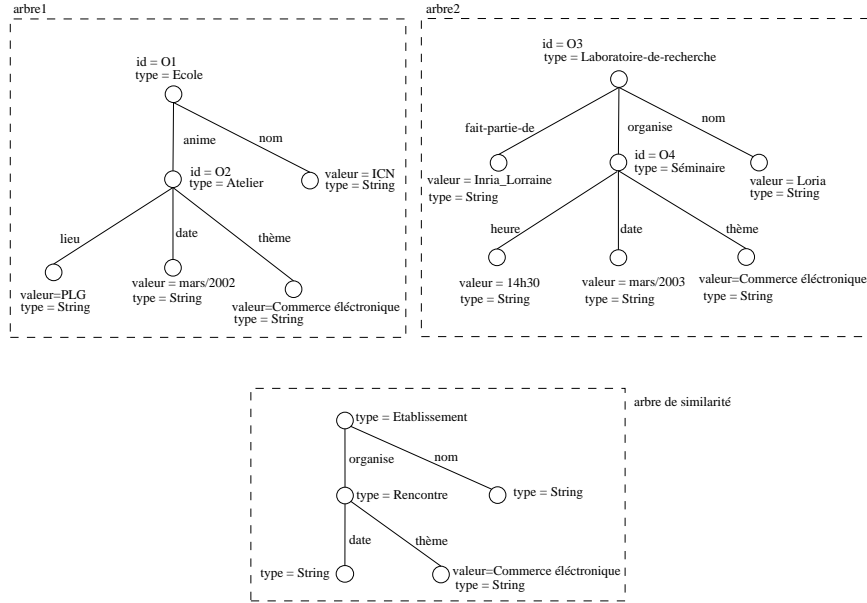 arbre1
id = O1
type = Ecole
anime
nom
id = O2
type = Atelier
valeur = ICN
type = String
lieu
date
thème
valeur=PLG
type = String
valeur = mars/2002
type = String
valeur=Commerce éléctronique
type = String
arbre2
id = O3
type = Laboratoire-de-recherche
fait-partie-de
organise
nom
valeur = Inria_Lorraine
type = String
id = O4
type = Séminaire
valeur = Loria
type = String
heure
date
thème
valeur = 14h30
type = String
valeur = mars/2003
type = String
valeur=Commerce éléctronique
type = String
arbre de similarité
type = Etablissement
organise
nom
type = Rencontre
type = String
date
thème
type = String
valeur=Commerce éléctronique
type = String